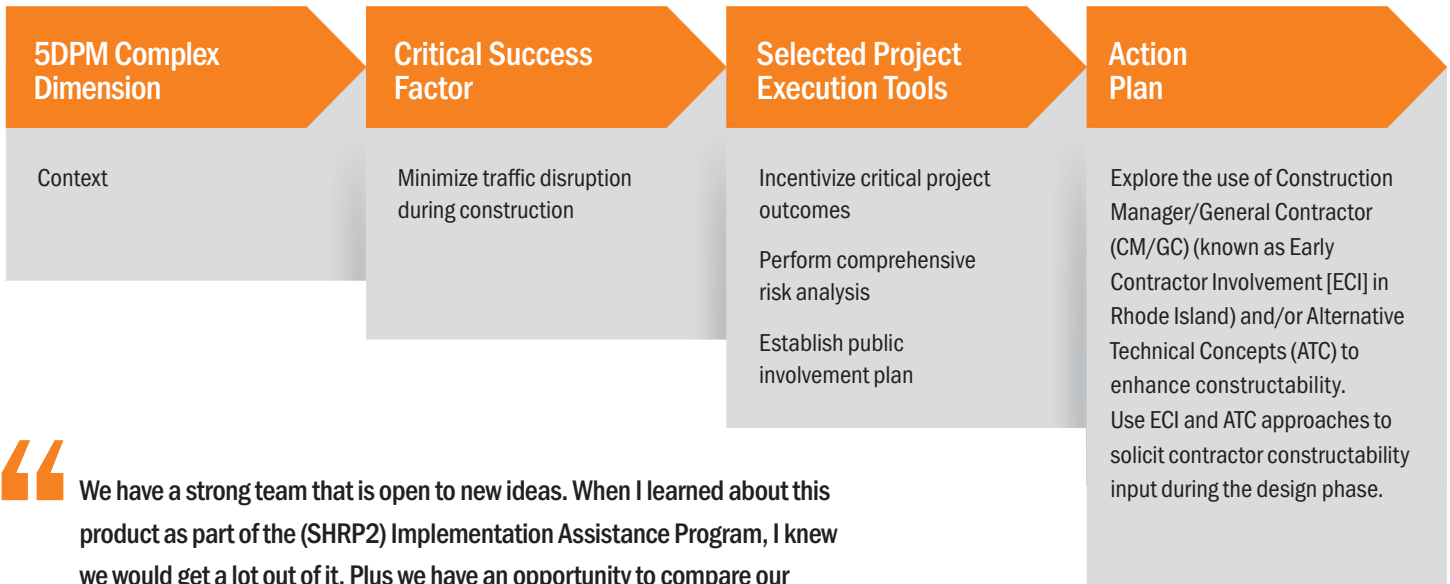 5DPM Complex
Dimension
Context
Critical Success
Factor
Minimize traffic disruption
during construction
Selected Project
Execution Tools
Incentivize critical project
outcomes
Perform comprehensive
risk analysis
Establish public
involvement plan
Action
Plan
Explore the use of Construction
Manager/General Contractor
(CM/GC) (known as Early
Contractor Involvement [ECI] in
Rhode Island) and/or Alternative
Technical Concepts (ATC) to
enhance constructability.
Use ECI and ATC approaches to
solicit contractor constructability
input during the design phase.
“
We have a strong team that is open to new ideas. When I learned about this
product as part of the (SHRP2) Implementation Assistance Program, I knew
we would get a lot out of it. Plus we have an opportunity to compare our